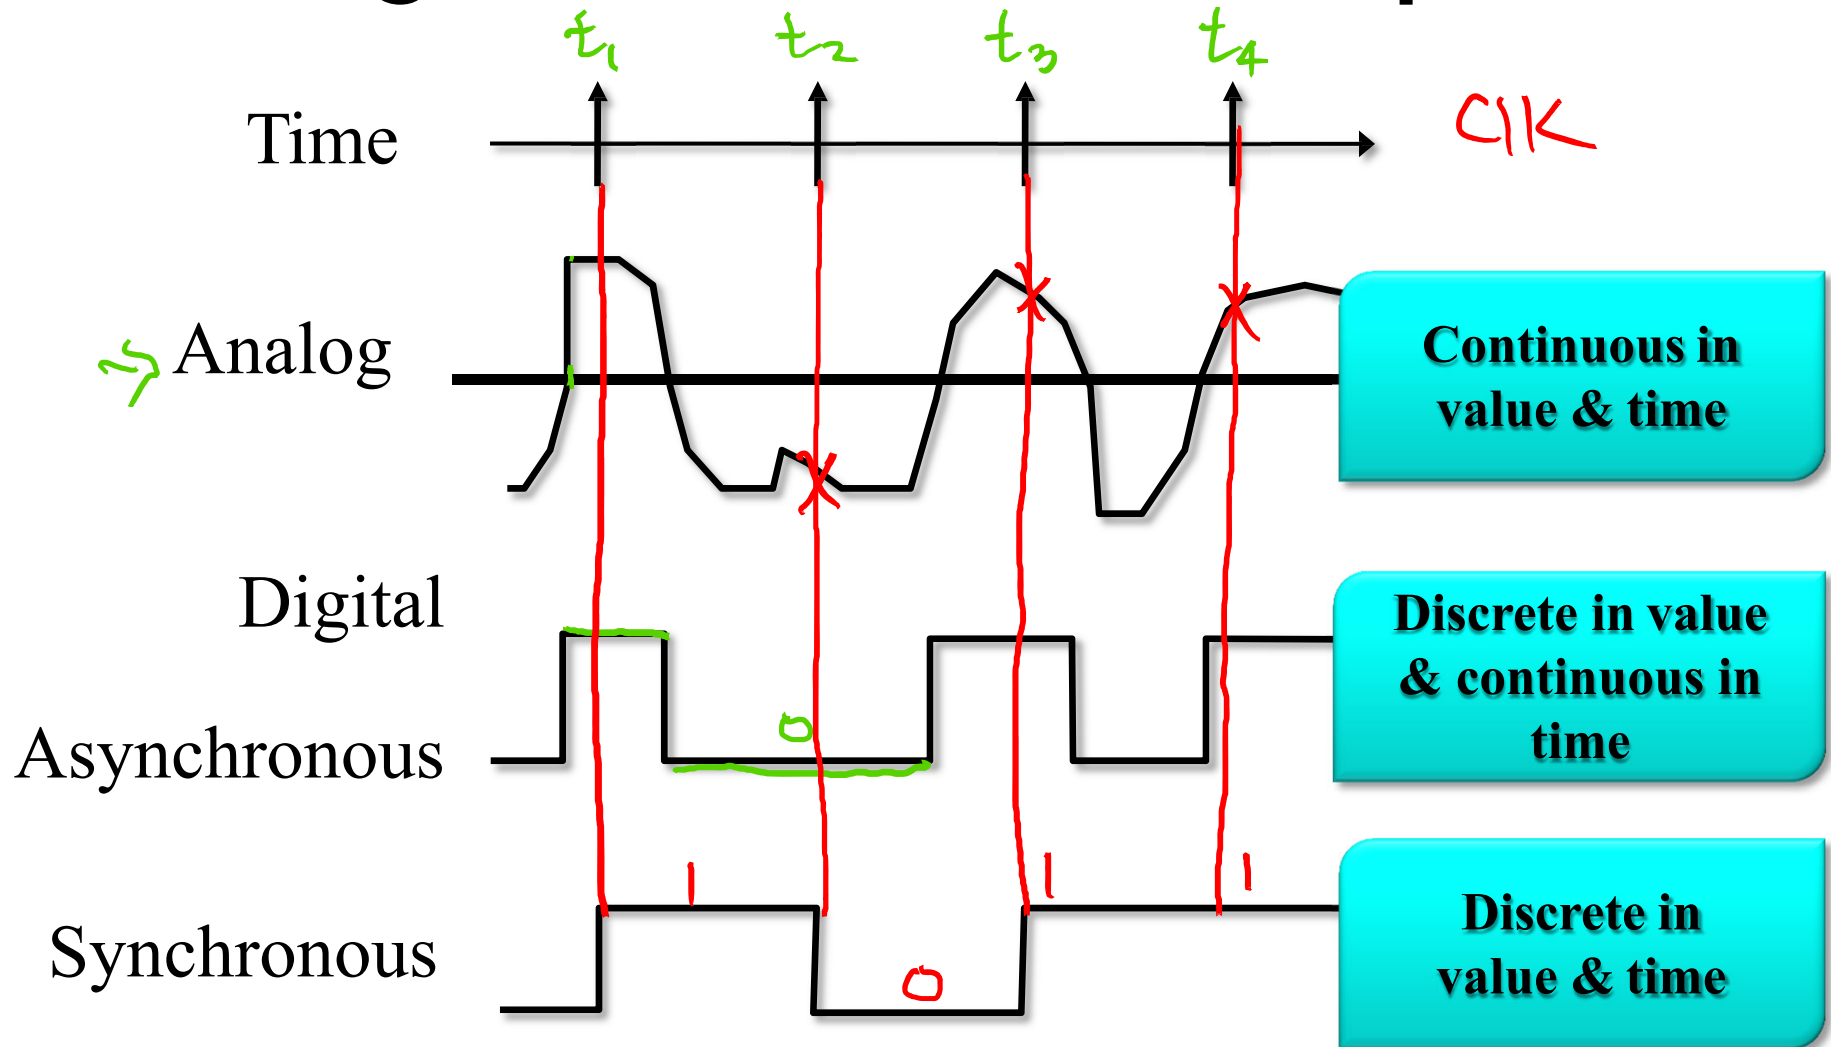 t1 t2 t3 t4
Time
CLK
Analog
Continuous in
value & time
Digital
Discrete in value
& continuous in
time
0
Asynchronous
1 1 1
Synchronous
0
Discrete in
value & time